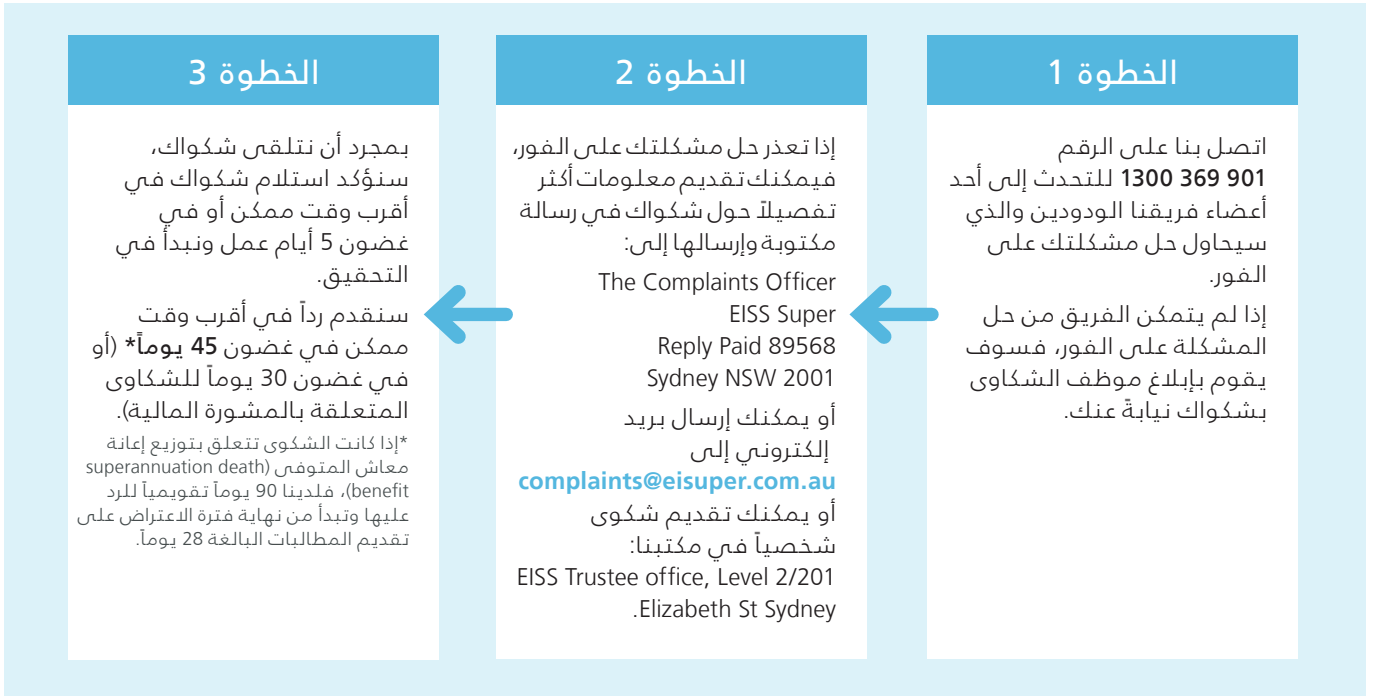 الخطوة 1
اتصل بنا على الرقم
1300 369 901 للتحدث إلى أحد
أعضاء فريقنا الودودين والذي
سيحاول حل مشكلتك على
الفور.
إذا لم يتمكن الفريق من حل
المشكلة على الفور، فسوف
يقوم بإبلاغ موظف الشكاوى
بشكواك نيابةً عنك.
الخطوة 2
إذا تعذر حل مشكلتك على الفور،
فيمكنك تقديم معلومات أكثر
تفصيلاً حول شكواك في رسالة
مكتوبة وإرسالها إلى:
The Complaints Officer
EISS Super
Reply Paid 89568
Sydney NSW 2001
أو يمكنك إرسال بريد
إلكتروني إلى
complaints@eisuper.com.au
أو يمكنك تقديم شكوى
شخصياً في مكتبنا:
EISS Trustee office, Level 2/201
Elizabeth St Sydney.
الخطوة 3
بمجرد أن نتلقى شكواك،
سنؤكد استلام شكواك في
أقرب وقت ممكن أو في
غضون 5 أيام عمل ونبدأ في
التحقيق.
سنقدم رداً في أقرب وقت
ممكن في غضون 45 يوماً* (أو
في غضون 30 يوماً للشكاوى
المتعلقة بالمشورة المالية).
*إذا كانت الشكوى تتعلق بتوزيع إعانة
معاش المتوفى (superannuation death
benefit)، فلدينا 90 يوماً تقويمياً للرد
عليها وتبدأ من نهاية فترة الاعتراض على
تقديم المطالبات البالغة 28 يوماً.